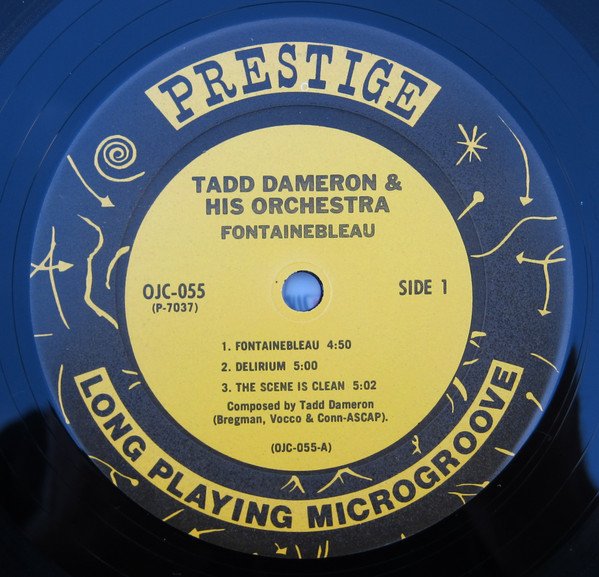 PRESTIGE
TADD DAMERON &
HIS ORCHESTRA
FONTAINEBLEAU
OJC-055
(P-7037)
SIDE 1
1. FONTAINEBLEAU 4:50
2. DELIRIUM 5:00
3. THE SCENE IS CLEAN 5:02
Composed by Tadd Dameron
(Bregman, Vocco & Conn-ASCAP).
(OJC-055-A)
LONG PLAYING MICROGROOVE